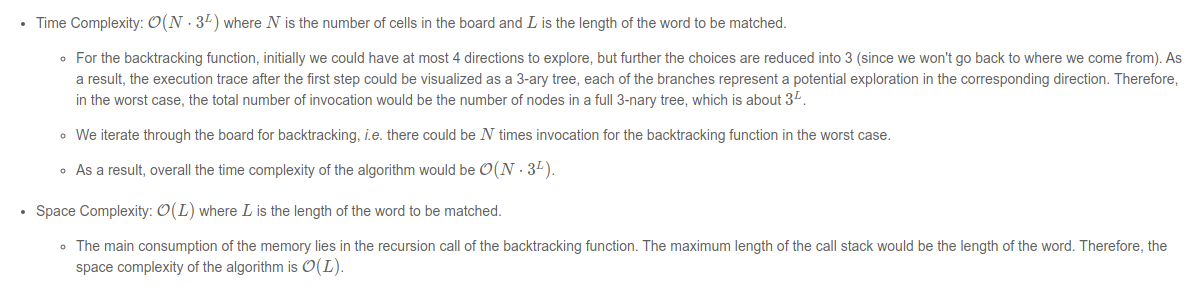 • Time Complexity: O(N · 3^L) where N is the number of cells in the board and L is the length of the word to be matched.
◦ For the backtracking function, initially we could have at most 4 directions to explore, but further the choices are reduced into 3 (since we won't go back to where we come from). As
a result, the execution trace after the first step could be visualized as a 3-ary tree, each of the branches represent a potential exploration in the corresponding direction. Therefore,
in the worst case, the total number of invocation would be the number of nodes in a full 3-nary tree, which is about 3^L.
◦ We iterate through the board for backtracking, i.e. there could be N times invocation for the backtracking function in the worst case.
◦ As a result, overall the time complexity of the algorithm would be O(N · 3^L).
• Space Complexity: O(L) where L is the length of the word to be matched.
◦ The main consumption of the memory lies in the recursion call of the backtracking function. The maximum length of the call stack would be the length of the word. Therefore, the
space complexity of the algorithm is O(L).